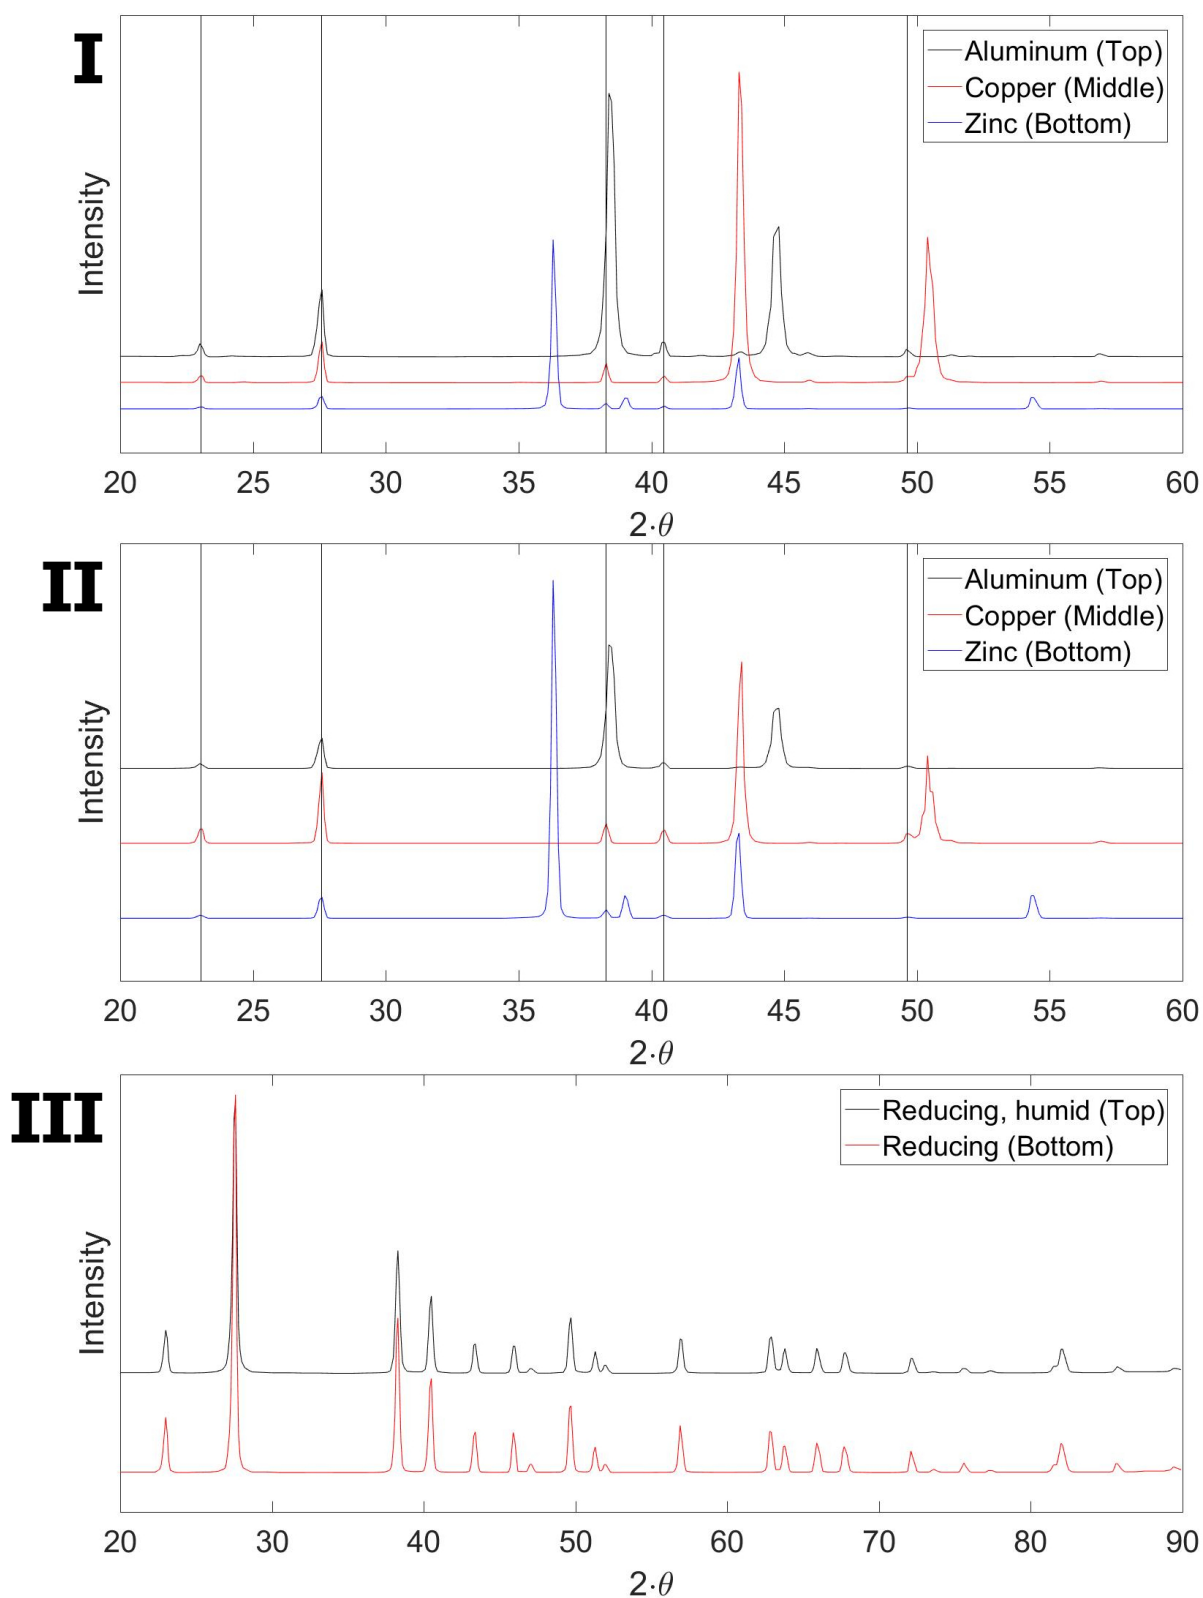 I
Aluminum (Top)
Copper (Middle)
Zinc (Bottom)
Intensity
20 25 30 35 40 45 50 55 60
2·θ
II
Aluminum (Top)
Copper (Middle)
Zinc (Bottom)
Intensity
20 25 30 35 40 45 50 55 60
2·θ
III
Reducing, humid (Top)
Reducing (Bottom)
Intensity
20 30 40 50 60 70 80 90
2·θ